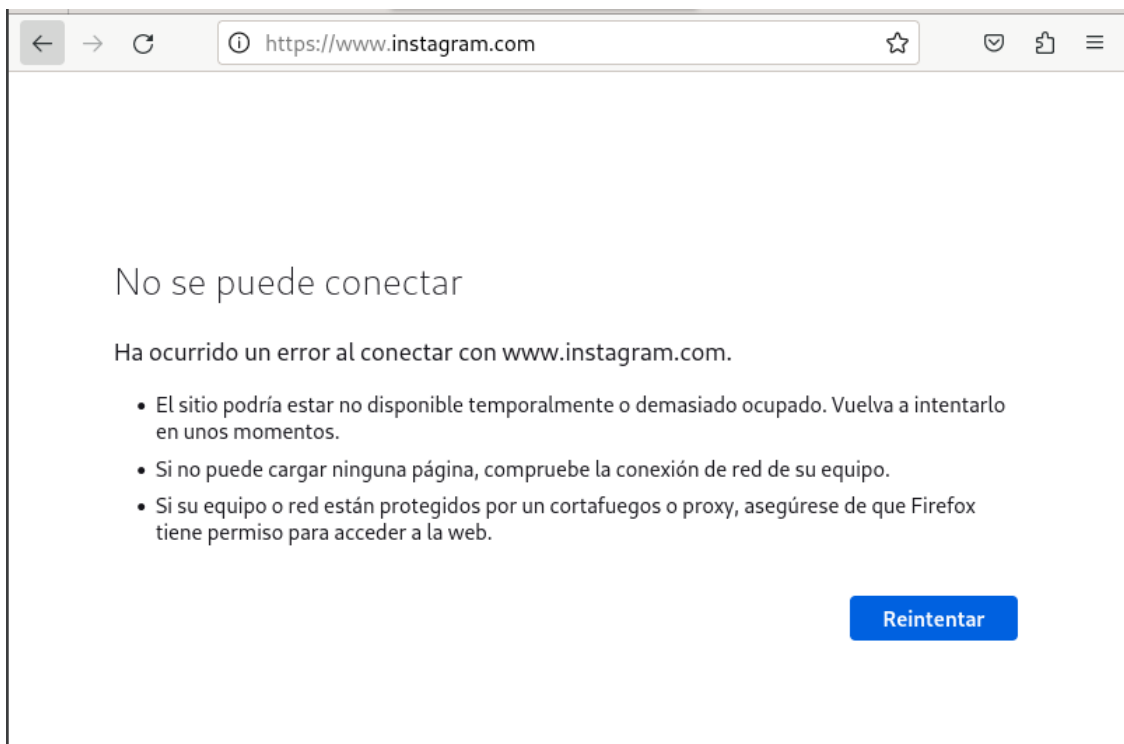 https://www.instagram.com
No se puede conectar
Ha ocurrido un error al conectar con www.instagram.com.
• El sitio podría estar no disponible temporalmente o demasiado ocupado. Vuelva a intentarlo
en unos momentos.
• Si no puede cargar ninguna página, compruebe la conexión de red de su equipo.
• Si su equipo o red están protegidos por un cortafuegos o proxy, asegúrese de que Firefox
tiene permiso para acceder a la web.
Reintentar